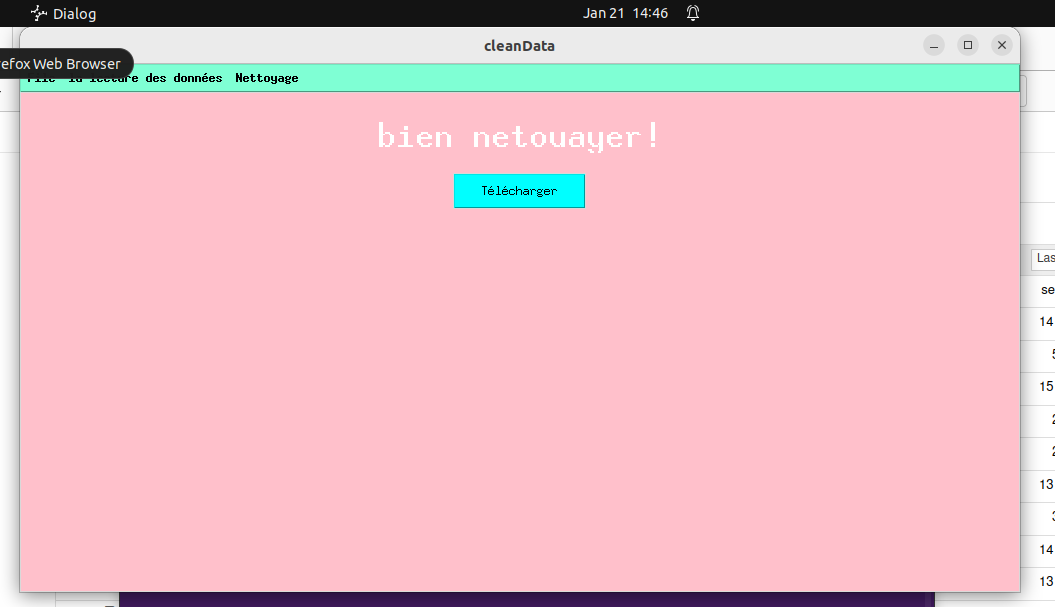 Dialog
Jan 21 14:46
cleanData
efox Web Browser
File la lecture des données Nettoyage
bien netouayer!
Télécharger
Las
se
14
5
15
2
2
13
3
14
13